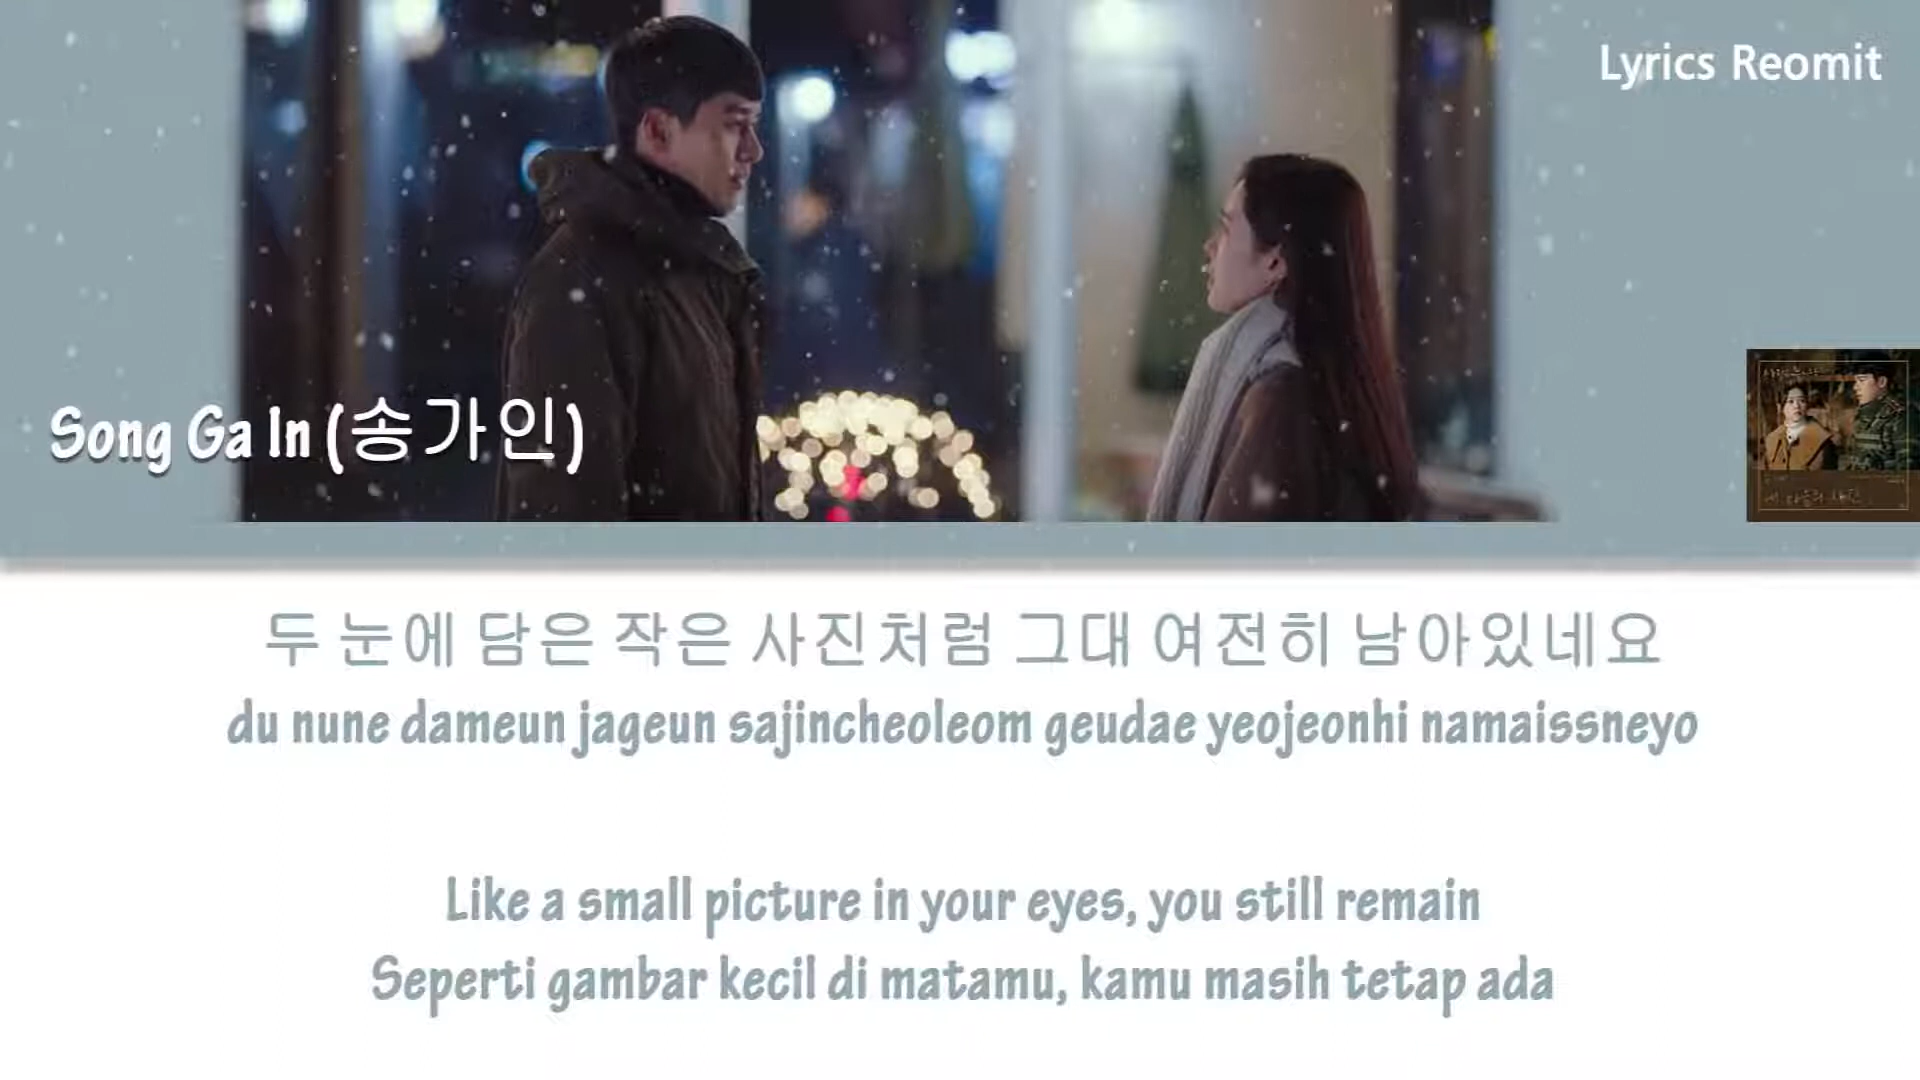 Lyrics Reomit
Song Ga In (송가인)
두 눈에 담은 작은 사진처럼 그대 여전히 남아있네요
du nune dameun jageun sajincheoleom geudae yeojeonhi namaissneyo
Like a small picture in your eyes, you still remain
Seperti gambar kecil di matamu, kamu masih tetap ada